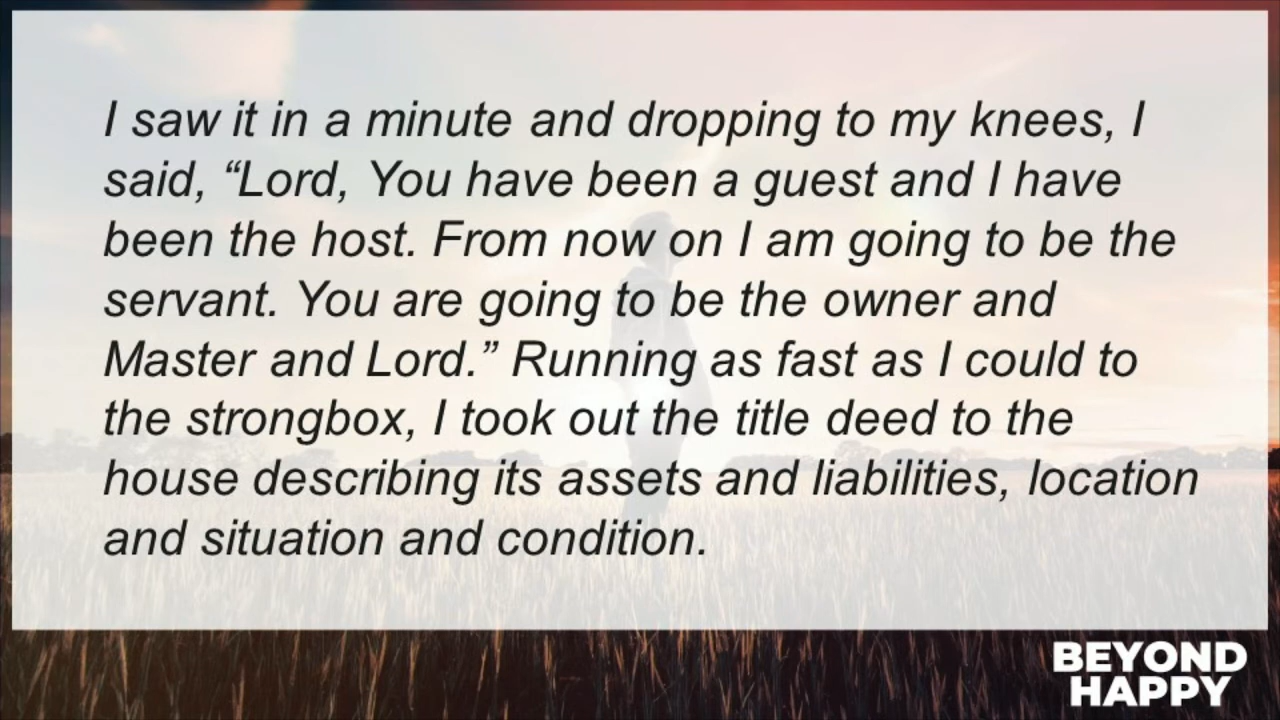 I saw it in a minute and dropping to my knees, I
said, “Lord, You have been a guest and I have
been the host. From now on I am going to be the
servant. You are going to be the owner and
Master and Lord.” Running as fast as I could to
the strongbox, I took out the title deed to the
house describing its assets and liabilities, location
and situation and condition.
BEYOND
HAPPY